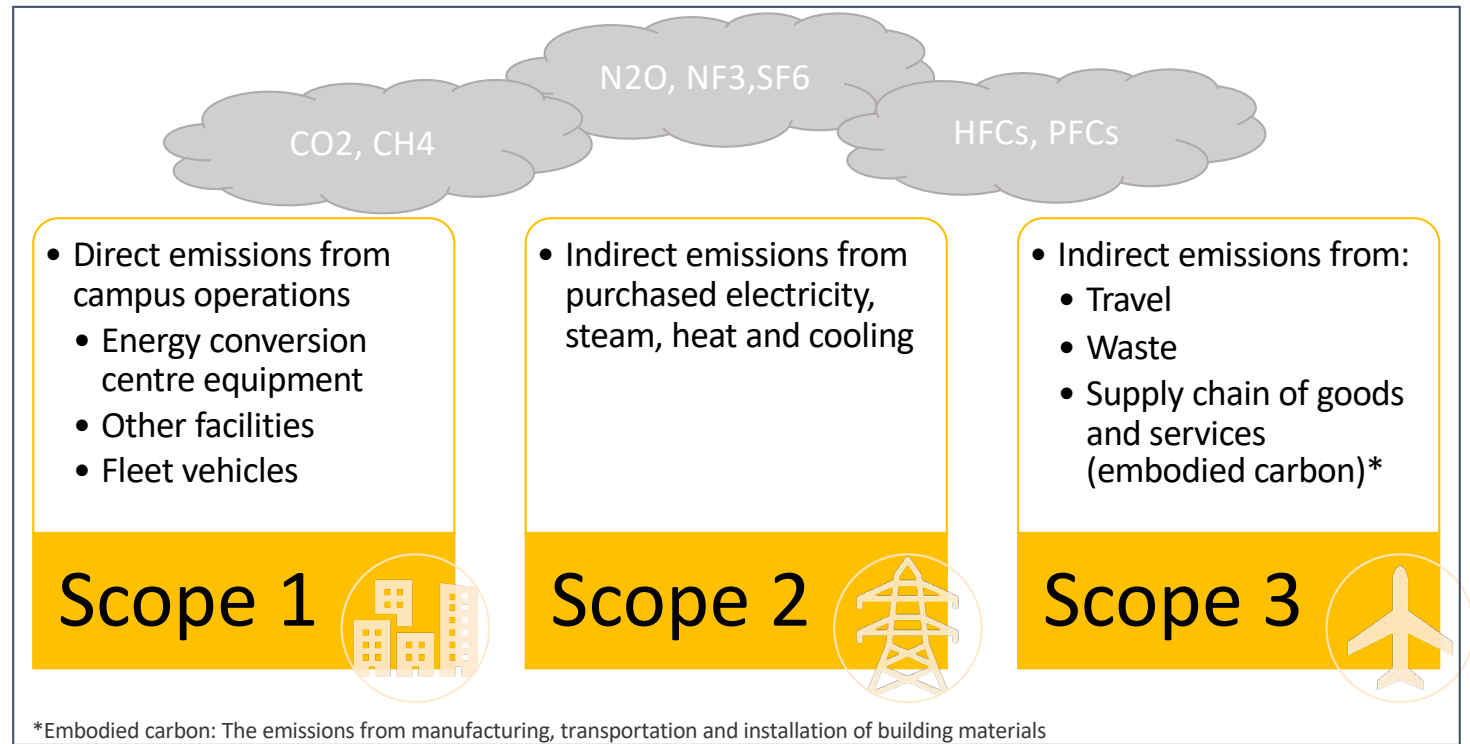 N2O, NF3,SF6
CO2, CH4
HFCs, PFCs
• Direct emissions from
campus operations
• Energy conversion
centre equipment
• Other facilities
• Fleet vehicles
Scope 1
• Indirect emissions from
purchased electricity,
steam, heat and cooling
Scope 2
• Indirect emissions from:
• Travel
• Waste
• Supply chain of goods
and services
(embodied carbon)*
Scope 3
*Embodied carbon: The emissions from manufacturing, transportation and installation of building materials